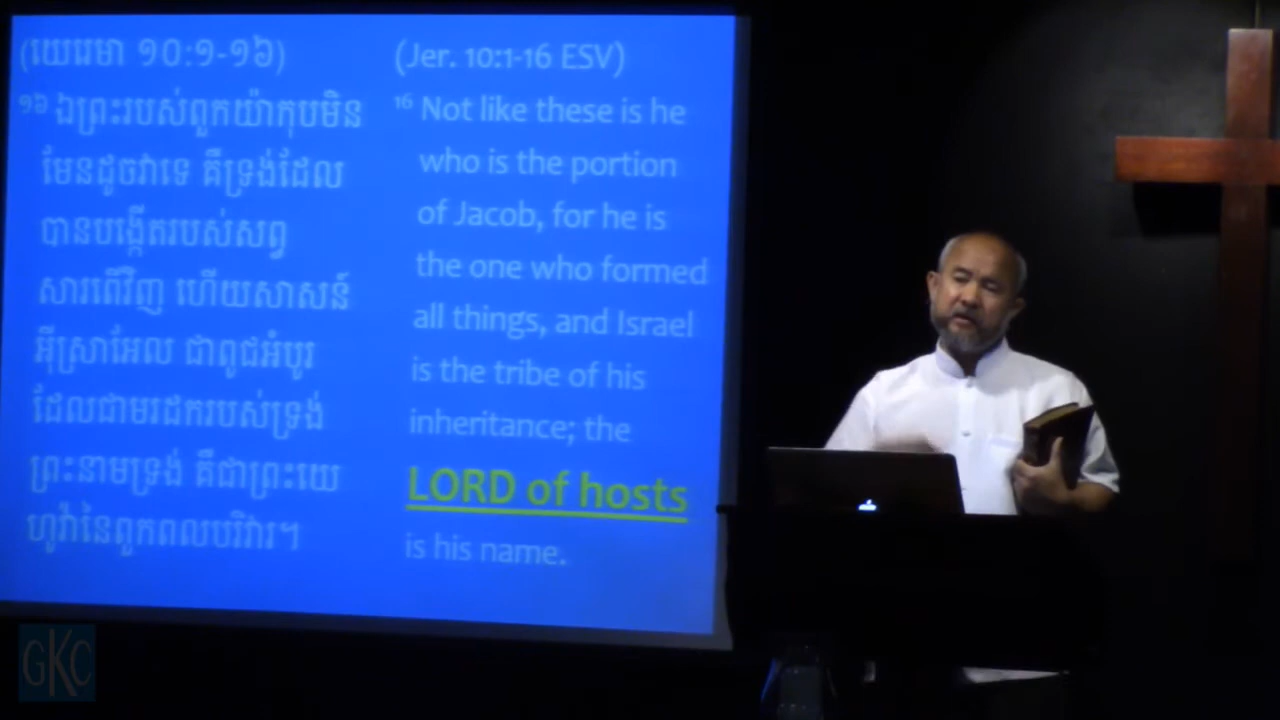 (យេរេមា ១០:១-១៦)
១៦ ឯព្រះរបស់ពួកយ៉ាកុបមិន
មែនដូចវាទេ គឺទ្រង់ដែល
បានបង្កើតរបស់សព្វ
សារពើវិញ ហើយសាសន៍
អ៊ីស្រាអែល ជាពូជអំបូរ
ដែលជាមរដករបស់ទ្រង់
ព្រះនាមទ្រង់ គឺជាព្រះយេ
ហូវ៉ានៃពួកពលបរិវារ។
(Jer. 10:1-16 ESV)
16 Not like these is he
who is the portion
of Jacob, for he is
the one who formed
all things, and Israel
is the tribe of his
inheritance; the
LORD of hosts
is his name.
GKC